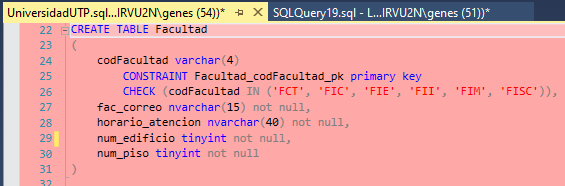 UniversidadUTP.sql...IRVU2N\genes (54))*
SQLQuery19.sql - L...IRVU2N\genes (51))*
22 CREATE TABLE Facultad
23 (
24 codFacultad varchar(4)
25 CONSTRAINT Facultad_codFacultad_pk primary key
26 CHECK (codFacultad IN ('FCT', 'FIC', 'FIE', 'FII', 'FIM', 'FISC')),
27 fac_correo nvarchar(15) not null,
28 horario_atencion nvarchar(40) not null,
29 num_edificio tinyint not null,
30 num_piso tinyint not null
31 )
32